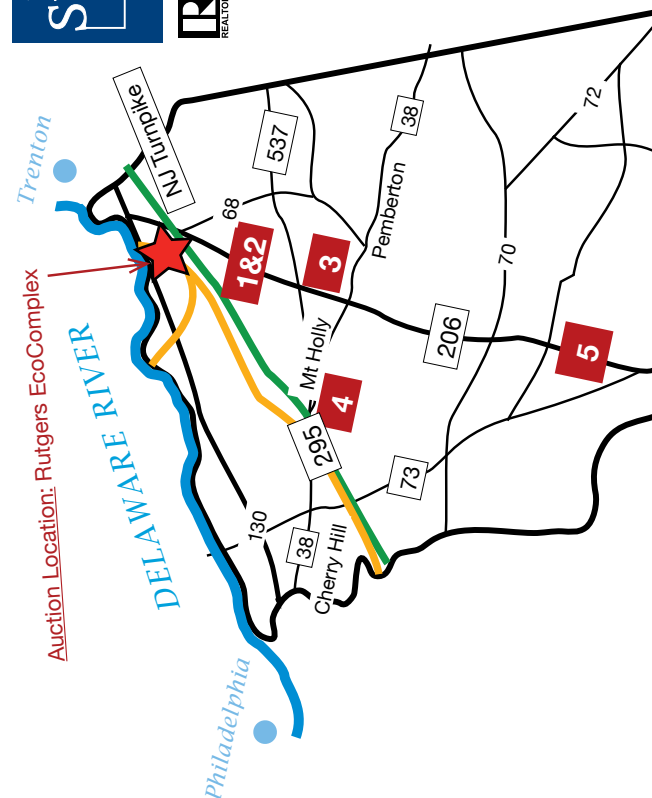 REALTOR
Trenton
NJ Turnpike
Auction Location: Rutgers EcoComplex
DELAWARE RIVER
Philadelphia
537
38
72
68
1&2
3
Pemberton
70
206
5
Mt Holly
4
295
73
130
38
Cherry Hill